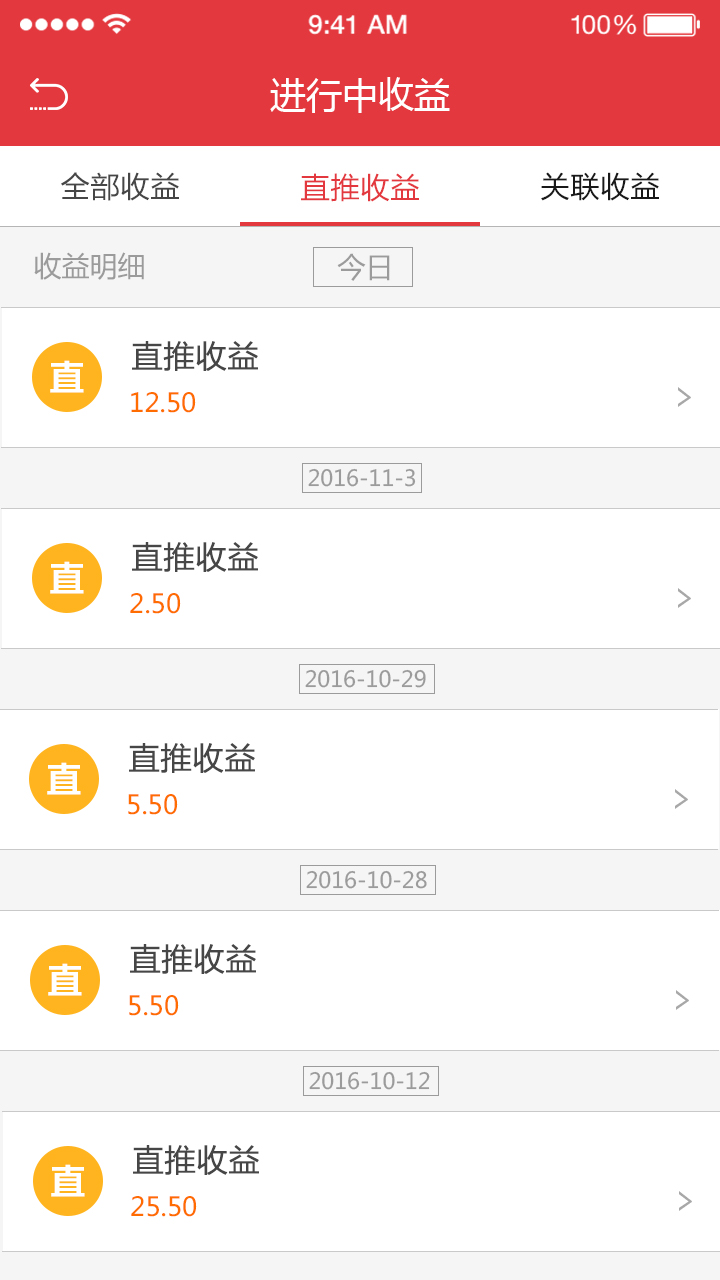 9:41 AM 100%
进行中收益
全部收益 直推收益 关联收益
收益明细 今日
直 直推收益
12.50
2016-11-3
直 直推收益
2.50
2016-10-29
直 直推收益
5.50
2016-10-28
直 直推收益
5.50
2016-10-12
直 直推收益
25.50